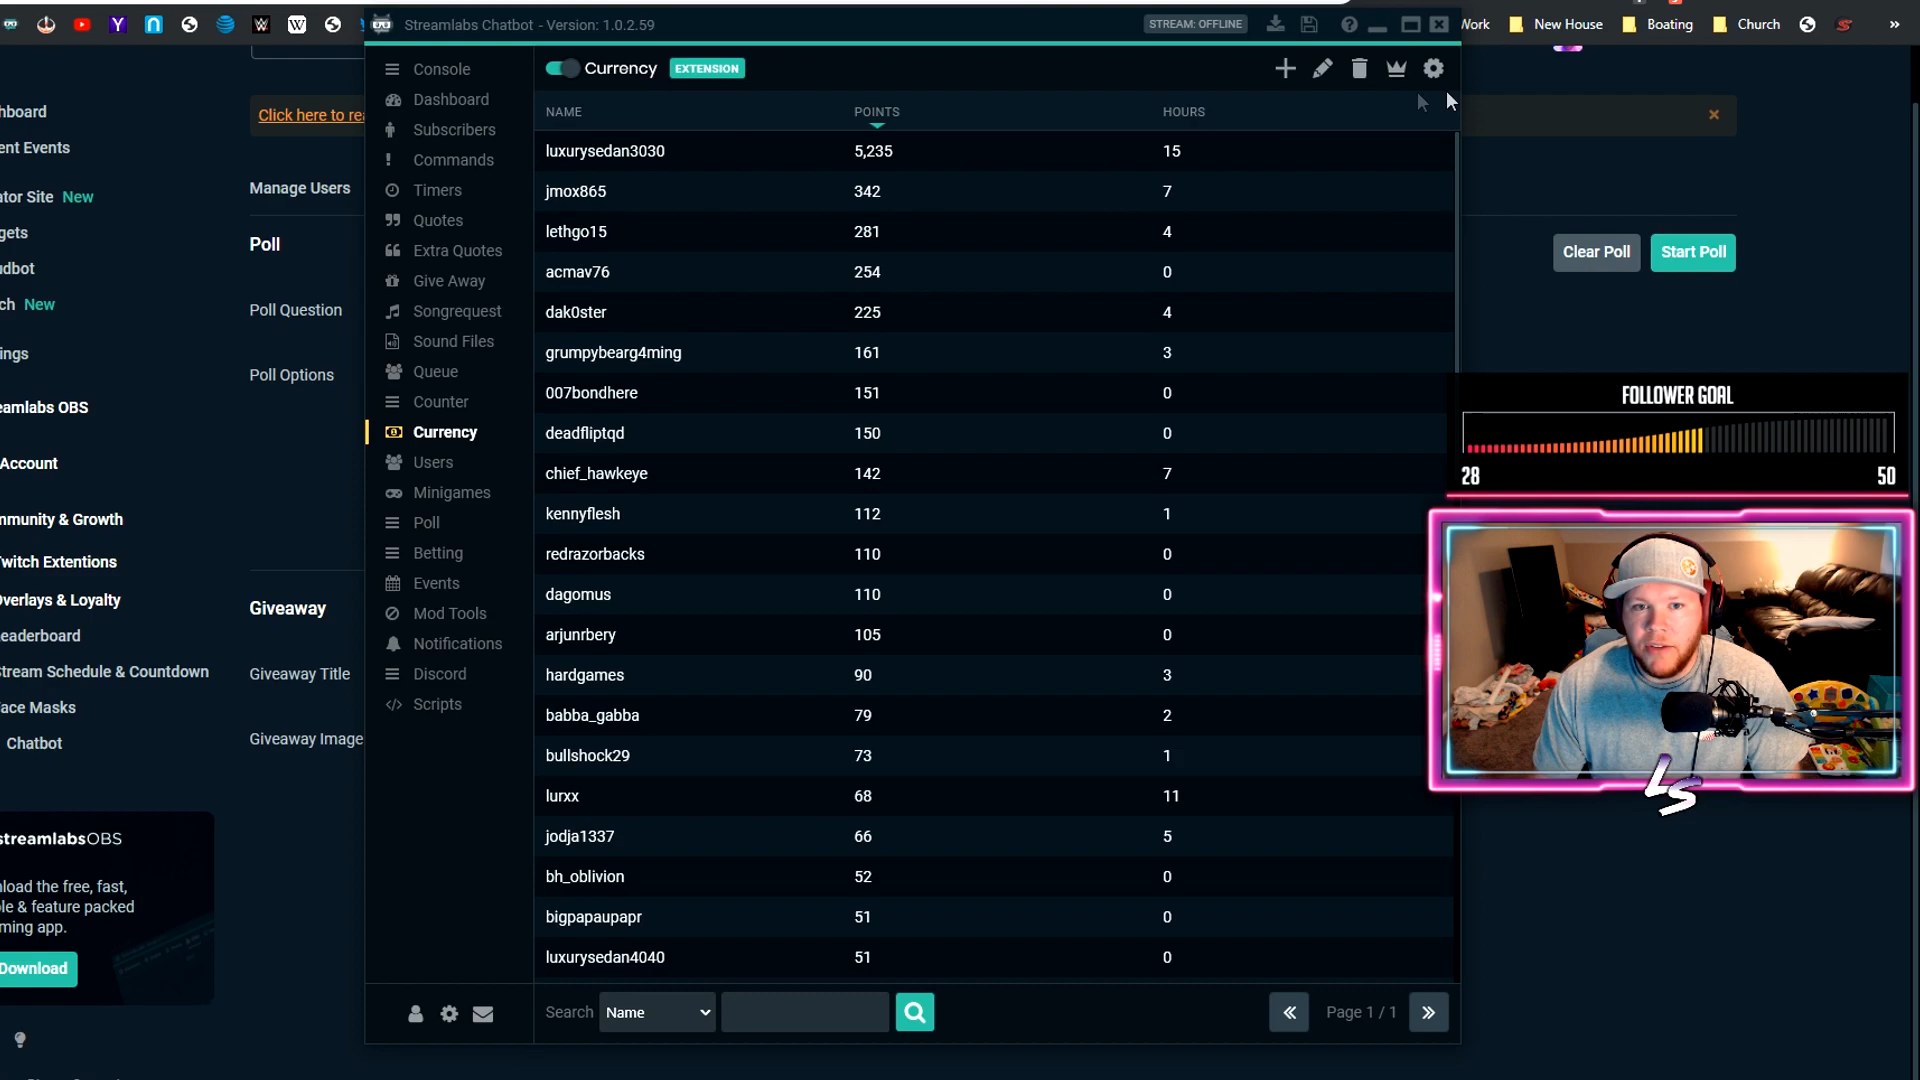 Streamlabs Chatbot - Version: 1.0.2.59
STREAM: OFFLINE
Work
New House
Boating
Church
»
hboard
ent Events
ator Site New
gets
udbot
ch New
ings
eamlabs OBS
Account
mmunity & Growth
witch Extentions
Overlays & Loyalty
eaderboard
Stream Schedule & Countdown
ace Masks
Chatbot
streamlabsOBS
load the free, fast,
ble & feature packed
ming app.
Download
Click here to rea
Manage Users
Poll
Poll Question
Poll Options
Giveaway
Giveaway Title
Giveaway Image
Console
Dashboard
Subscribers
Commands
Timers
Quotes
Extra Quotes
Give Away
Songrequest
Sound Files
Queue
Counter
Currency
Users
Minigames
Poll
Betting
Events
Mod Tools
Notifications
Discord
Scripts
Currency EXTENSION
NAME POINTS HOURS
luxurysedan3030 5,235 15
jmox865 342 7
lethgo15 281 4
acmav76 254 0
dak0ster 225 4
grumpybearg4ming 161 3
007bondhere 151 0
deadfliptqd 150 0
chief_hawkeye 142 7
kennyflesh 112 1
redrazorbacks 110 0
dagomus 110 0
arjunrbery 105 0
hardgames 90 3
babba_gabba 79 2
bullshock29 73 1
lurxx 68 11
jodja1337 66 5
bh_oblivion 52 0
bigpapaupapr 51 0
luxurysedan4040 51 0
Search Name
« Page 1 / 1 »
Clear Poll
Start Poll
FOLLOWER GOAL
28 50
LS